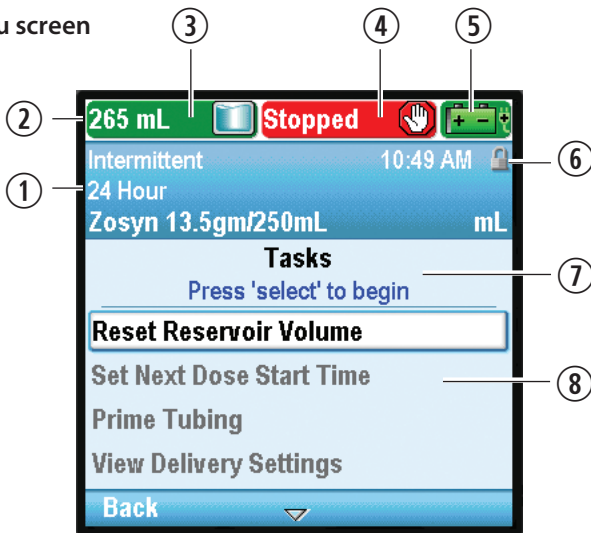 u screen
③ ④ ⑤
② 265 mL Stopped + -
Intermittent 10:49 AM ⑥
① 24 Hour
Zosyn 13.5gm/250mL mL
Tasks ⑦
Press 'select' to begin
Reset Reservoir Volume
Set Next Dose Start Time ⑧
Prime Tubing
View Delivery Settings
Back